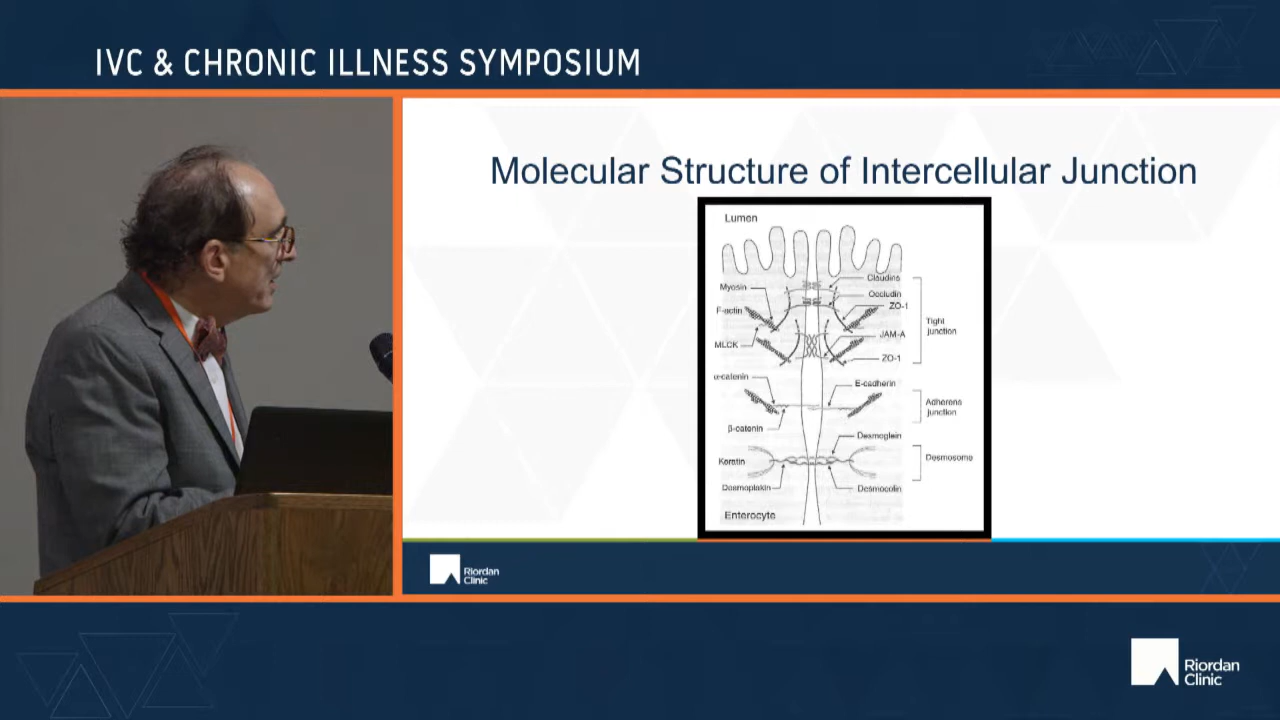 IVC & CHRONIC ILLNESS SYMPOSIUM
Molecular Structure of Intercellular Junction
Lumen
Claudins
Myosin
Occludin
F-actin
ZO-1
Tight
junction
JAM-A
MLCK
ZO-1
α-catenin
E-cadherin
Adherens
junction
β-catenin
Desmoglein
Keratin
Desmosome
Desmoplakin
Desmocolin
Enterocyte
Riordan
Clinic
Riordan
Clinic